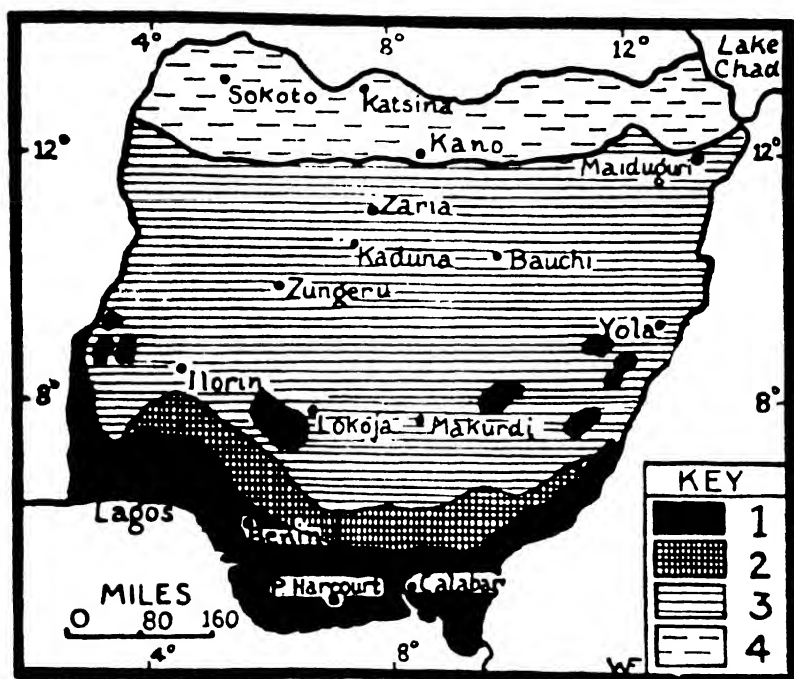 4° 8° 12°
Lake
Chad
Sokoto
Katsina
12° Kano 12°
Maiduguri
Zaria
Kaduna
Bauchi
Zungeru
Yola
Ilorin
8° 8°
Lokoja
Makurdi
KEY
Lagos
1
Benin
2
P. Harcourt
Calabar
MILES
3
0 80 160
4
4° 8°